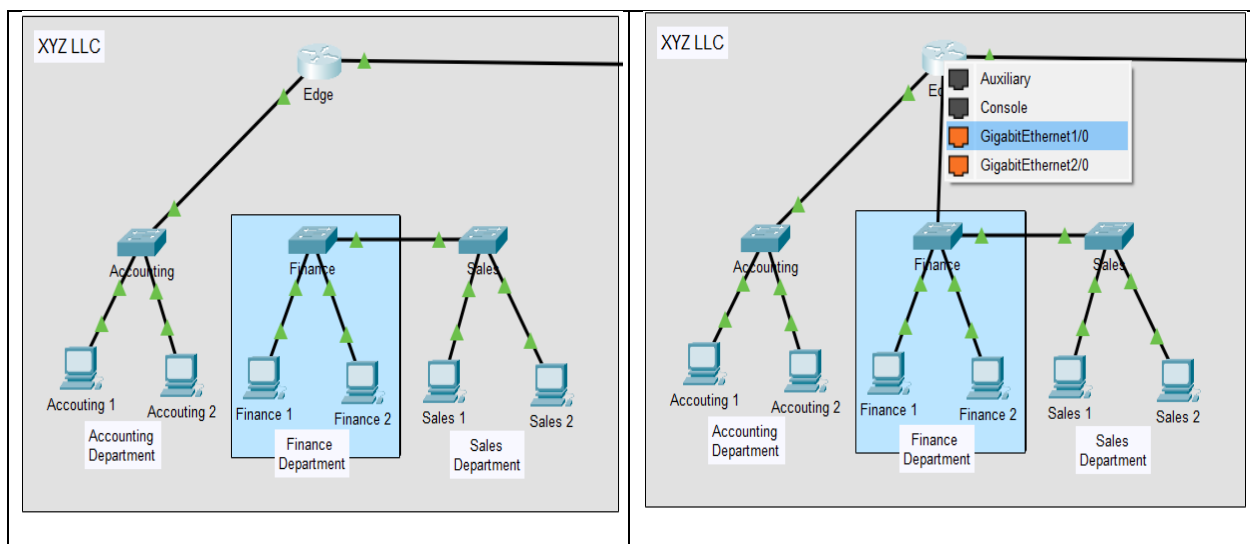 XYZ LLC
Edge
Accounting
Finance
Sales
Accouting 1
Accouting 2
Finance 1
Finance 2
Sales 1
Sales 2
Accounting
Department
Finance
Department
Sales
Department
XYZ LLC
Ed
Auxiliary
Console
GigabitEthernet1/0
GigabitEthernet2/0
Accounting
Finance
Sales
Accouting 1
Accouting 2
Finance 1
Finance 2
Sales 1
Sales 2
Accounting
Department
Finance
Department
Sales
Department